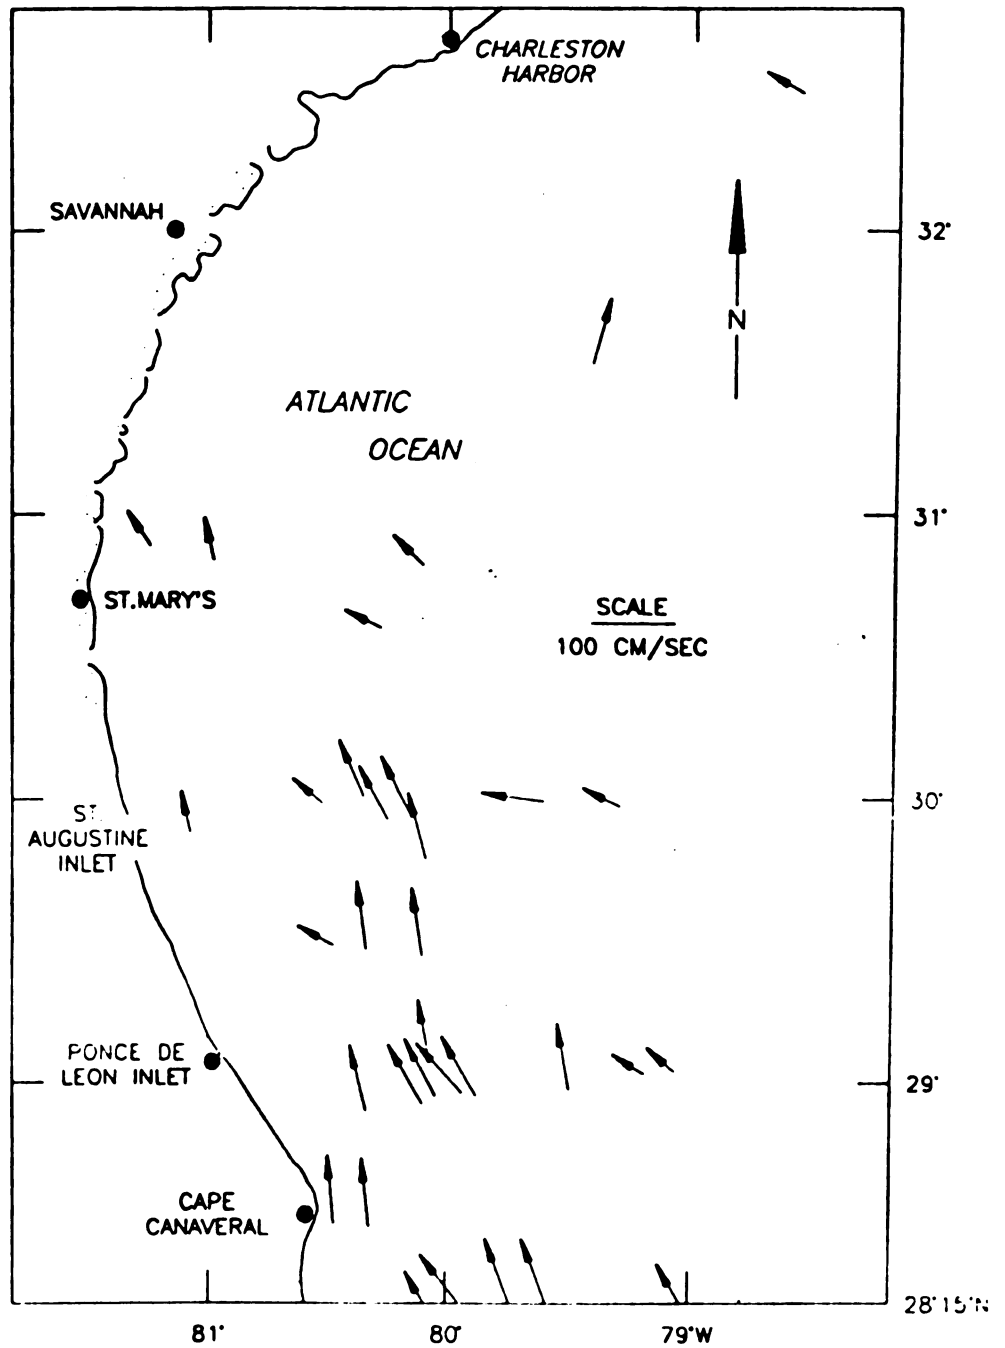 CHARLESTON
HARBOR
SAVANNAH
32°
N
ATLANTIC
OCEAN
31°
ST.MARY'S
SCALE
100 CM/SEC
30°
ST.
AUGUSTINE
INLET
PONCE DE
LEON INLET
29°
CAPE
CANAVERAL
28°15'N
81°
80°
79°W